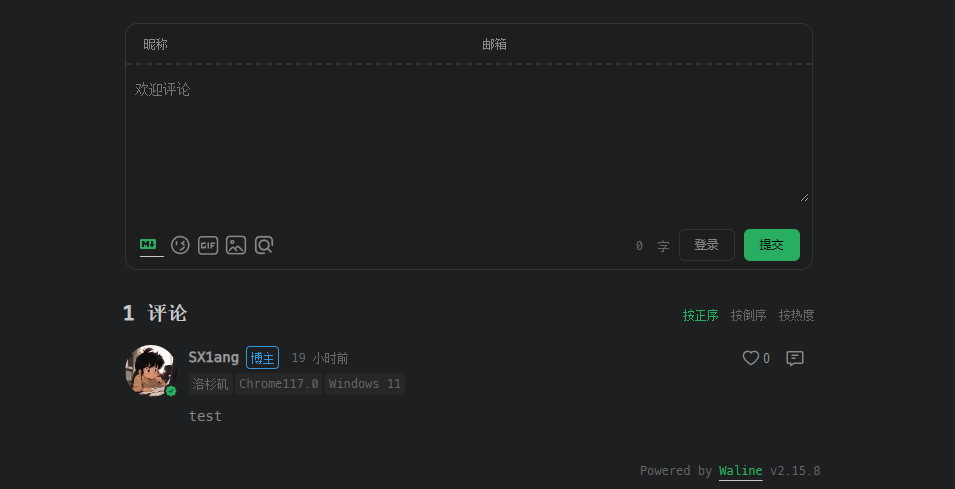 昵称 邮箱
欢迎评论
M↓ GIF 0 字 登录 提交
1 评论 按正序 按倒序 按热度
SX1ang 博主 19 小时前 0
洛杉矶 Chrome117.0 Windows 11
test
Powered by Waline v2.15.8